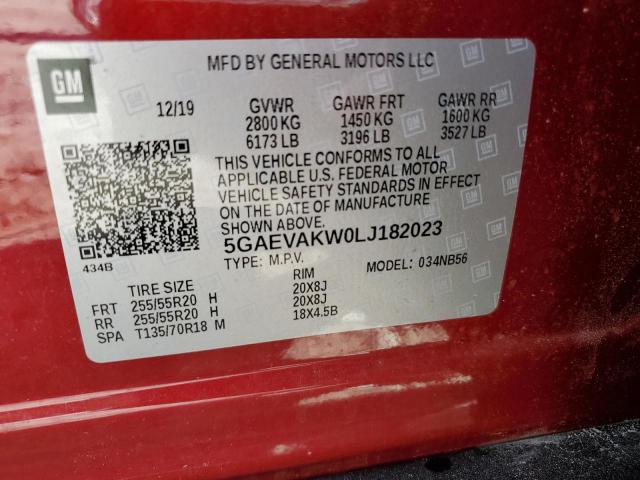 GM
MFD BY GENERAL MOTORS LLC
12/19 GVWR GAWR FRT GAWR RR
2800 KG 1450 KG 1600 KG
6173 LB 3196 LB 3527 LB
THIS VEHICLE CONFORMS TO ALL
APPLICABLE U.S. FEDERAL MOTOR
VEHICLE SAFETY STANDARDS IN EFFECT
ON THE DATE OF MANUFACTURE
SHOWN ABOVE.
434B
5GAEVAKW0LJ182023
TYPE: M.P.V. MODEL: 034NB56
TIRE SIZE RIM
FRT 255/55R20 H 20X8J
RR 255/55R20 H 20X8J
SPA T135/70R18 M 18X4.5B